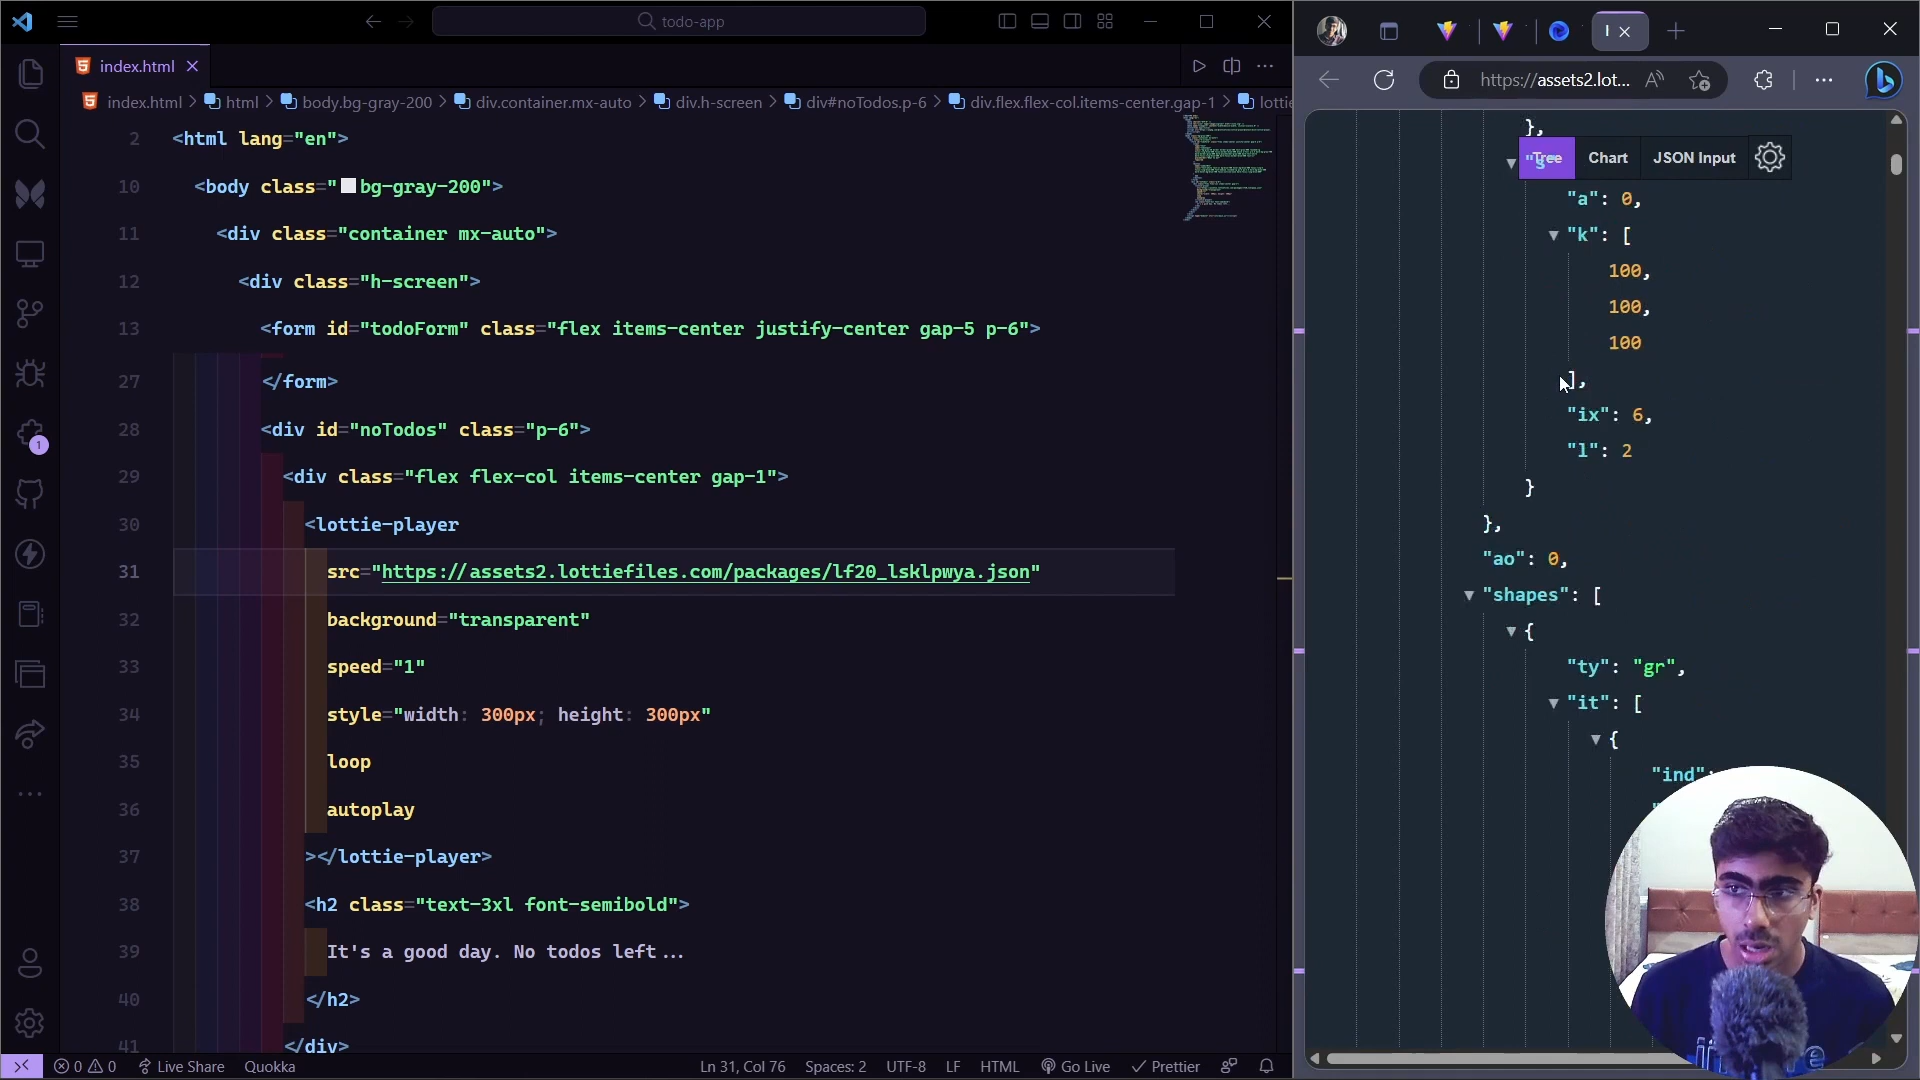 todo-app
index.html
index.html > html > body.bg-gray-200 > div.container.mx-auto > div.h-screen > div#noTodos.p-6 > div.flex.flex-col.items-center.gap-1 > lottie
2 <html lang="en">
10 <body class="bg-gray-200">
11 <div class="container mx-auto">
12 <div class="h-screen">
13 <form id="todoForm" class="flex items-center justify-center gap-5 p-6">
27 </form>
28 <div id="noTodos" class="p-6">
29 <div class="flex flex-col items-center gap-1">
30 <lottie-player
31 src="https://assets2.lottiefiles.com/packages/lf20_lsklpwya.json"
32 background="transparent"
33 speed="1"
34 style="width: 300px; height: 300px"
35 loop
36 autoplay
37 ></lottie-player>
38 <h2 class="text-3xl font-semibold">
39 It's a good day. No todos left...
40 </h2>
41 </div>
1
0 0 Live Share Quokka Ln 31, Col 76 Spaces: 2 UTF-8 LF HTML Go Live Prettier
https://assets2.lot...
},
Tree Chart JSON Input
"s"
"a": 0,
"k": [
100,
100,
100
],
"ix": 6,
"l": 2
}
},
"ao": 0,
"shapes": [
{
"ty": "gr",
"it": [
{
"ind":